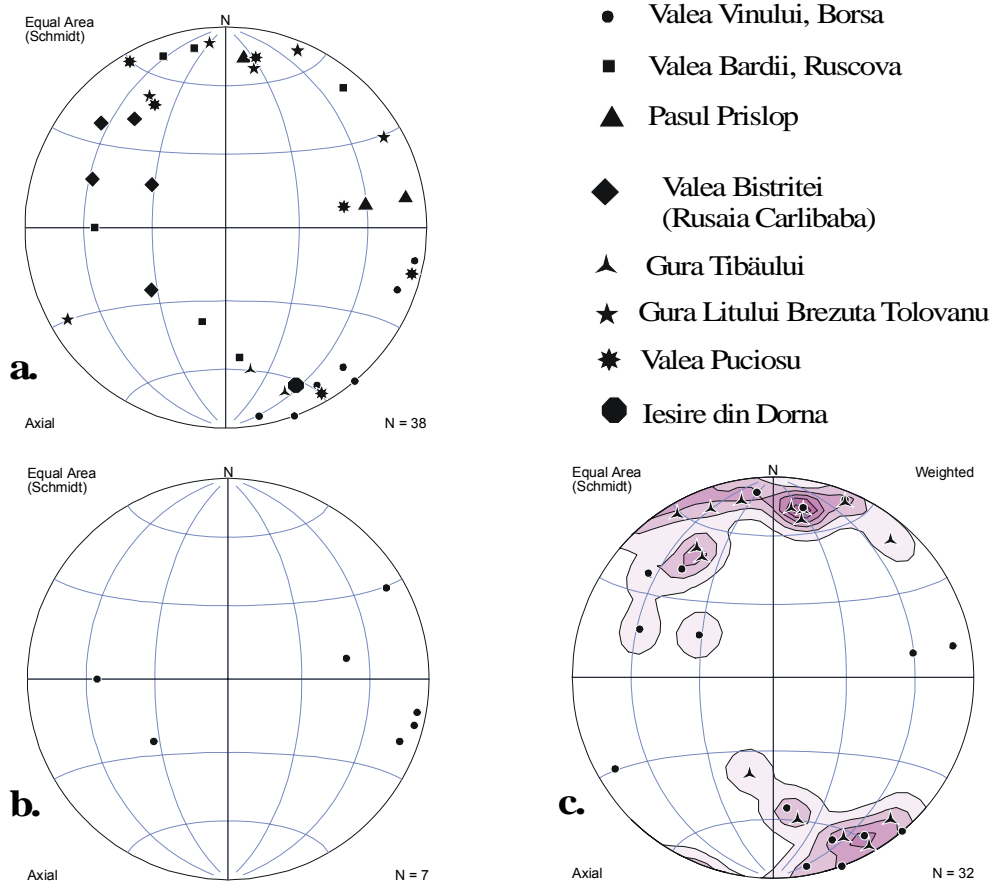 Equal Area
(Schmidt)
N
a.
Axial
N = 38
Valea Vinului, Borsa
Valea Bardii, Ruscova
Pasul Prislop
Valea Bistritei
(Rusaia Carlibaba)
Gura Tibäului
Gura Litului Brezuta Tolovanu
Valea Puciosu
Iesire din Dorna
Equal Area
(Schmidt)
N
b.
Axial
N = 7
Equal Area
(Schmidt)
N
Weighted
c.
Axial
N = 32